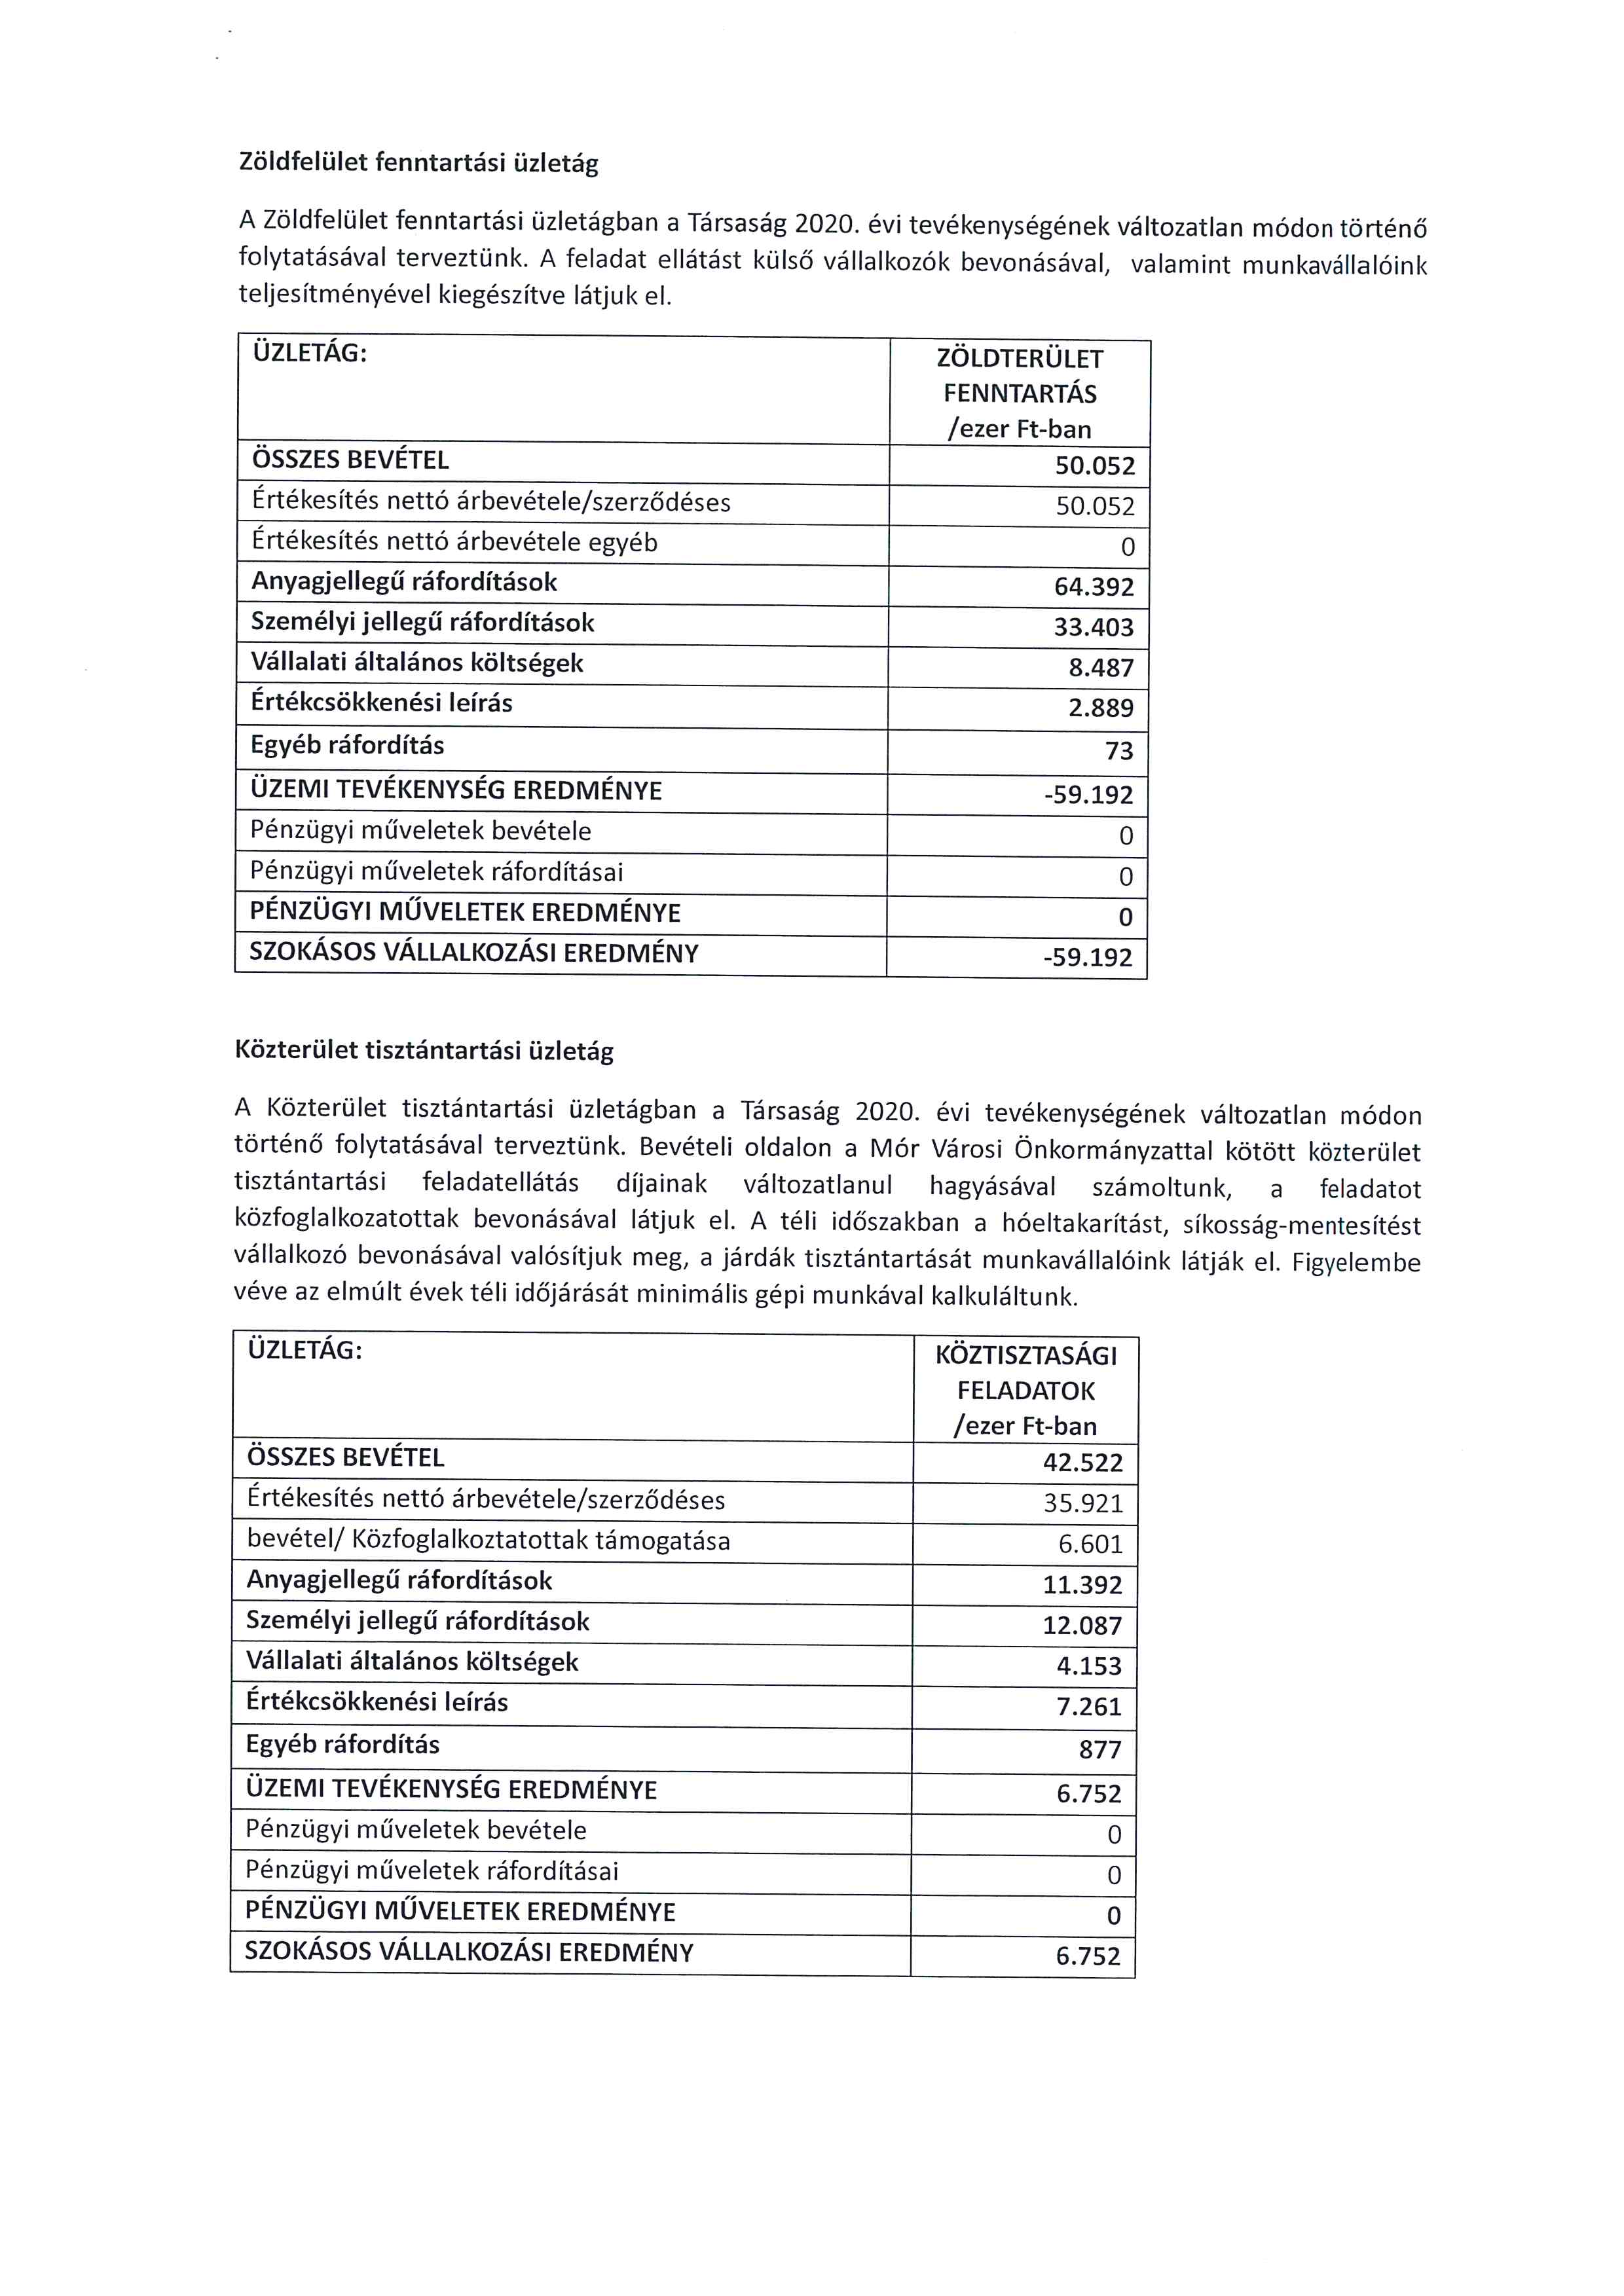 Zöldfelület fenntartási üzletág
A Zöldfelület fenntartási üzletágban a Társaság 2020. évi tevékenységének változatlan módon történő
folytatásával terveztünk. A feladat ellátást külső vállalkozók bevonásával, valamint munkavállalóink
teljesítményével kiegészítve látjuk el.
ÜZLETÁG: ZÖLDTERÜLET
FENNTARTÁS
/ezer Ft-ban
ÖSSZES BEVÉTEL 50.052
Értékesítés nettó árbevétele/szerződéses 50.052
Értékesítés nettó árbevétele egyéb 0
Anyagjellegű ráfordítások 64.392
Személyi jellegű ráfordítások 33.403
Vállalati általános költségek 8.487
Értékcsökkenési leírás 2.889
Egyéb ráfordítás 73
ÜZEMI TEVÉKENYSÉG EREDMÉNYE -59.192
Pénzügyi műveletek bevétele 0
Pénzügyi műveletek ráfordításai 0
PÉNZÜGYI MŰVELETEK EREDMÉNYE 0
SZOKÁSOS VÁLLALKOZÁSI EREDMÉNY -59.192
Közterület tisztántartási üzletág
A Közterület tisztántartási üzletágban a Társaság 2020. évi tevékenységének változatlan módon
történő folytatásával terveztünk. Bevételi oldalon a Mór Városi Önkormányzattal kötött közterület
tisztántartási feladatellátás díjainak változatlanul hagyásával számoltunk, a feladatot
közfoglalkozatottak bevonásával látjuk el. A téli időszakban a hóeltakarítást, síkosság-mentesítést
vállalkozó bevonásával valósítjuk meg, a járdák tisztántartását munkavállalóink látják el. Figyelembe
véve az elmúlt évek téli időjárását minimális gépi munkával kalkuláltunk.
ÜZLETÁG: KÖZTISZTASÁGI
FELADATOK
/ezer Ft-ban
ÖSSZES BEVÉTEL 42.522
Értékesítés nettó árbevétele/szerződéses 35.921
bevétel/ Közfoglalkoztatottak támogatása 6.601
Anyagjellegű ráfordítások 11.392
Személyi jellegű ráfordítások 12.087
Vállalati általános költségek 4.153
Értékcsökkenési leírás 7.261
Egyéb ráfordítás 877
ÜZEMI TEVÉKENYSÉG EREDMÉNYE 6.752
Pénzügyi műveletek bevétele 0
Pénzügyi műveletek ráfordításai 0
PÉNZÜGYI MŰVELETEK EREDMÉNYE 0
SZOKÁSOS VÁLLALKOZÁSI EREDMÉNY 6.752